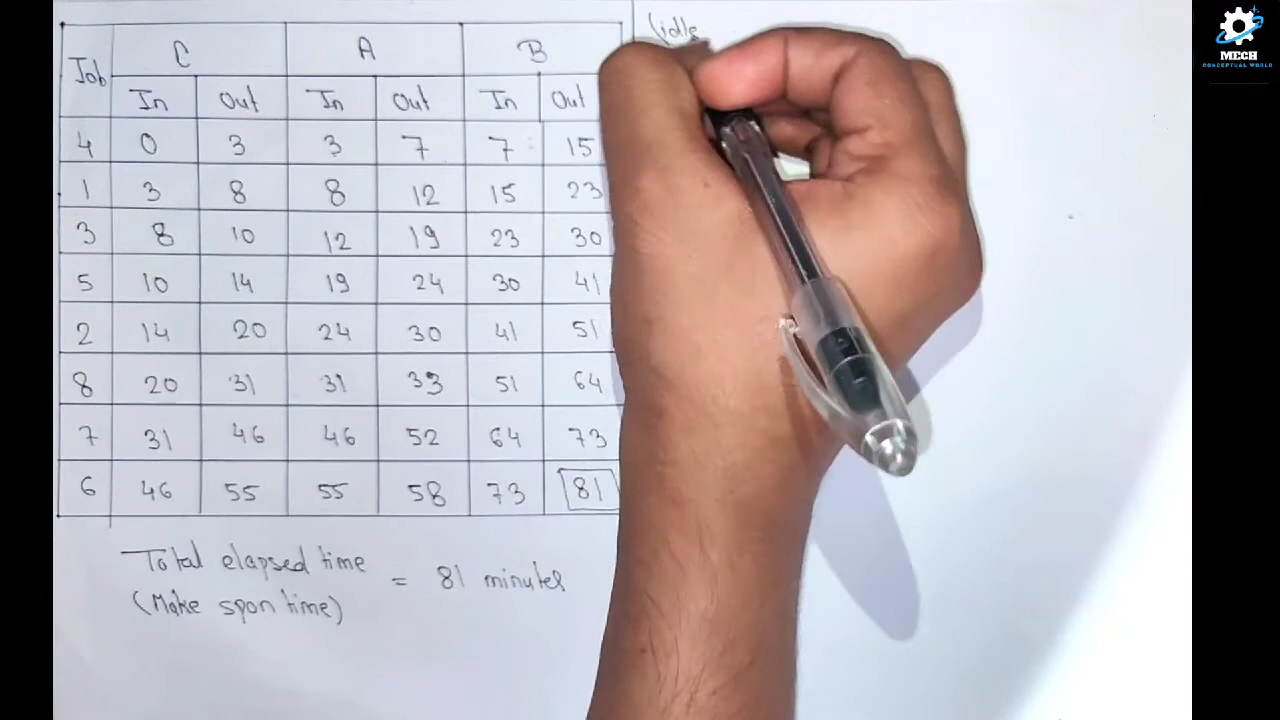 Job C A B
In Out In Out In Out
4 0 3 3 7 7 15
1 3 8 8 12 15 23
3 8 10 12 19 23 30
5 10 14 19 24 30 41
2 14 20 24 30 41 51
8 20 31 31 33 51 64
7 31 46 46 52 64 73
6 46 55 55 58 73 81
Total elapsed time = 81 minutes
(Make span time)
(idle
MECH
CONCEPTUAL WORLD